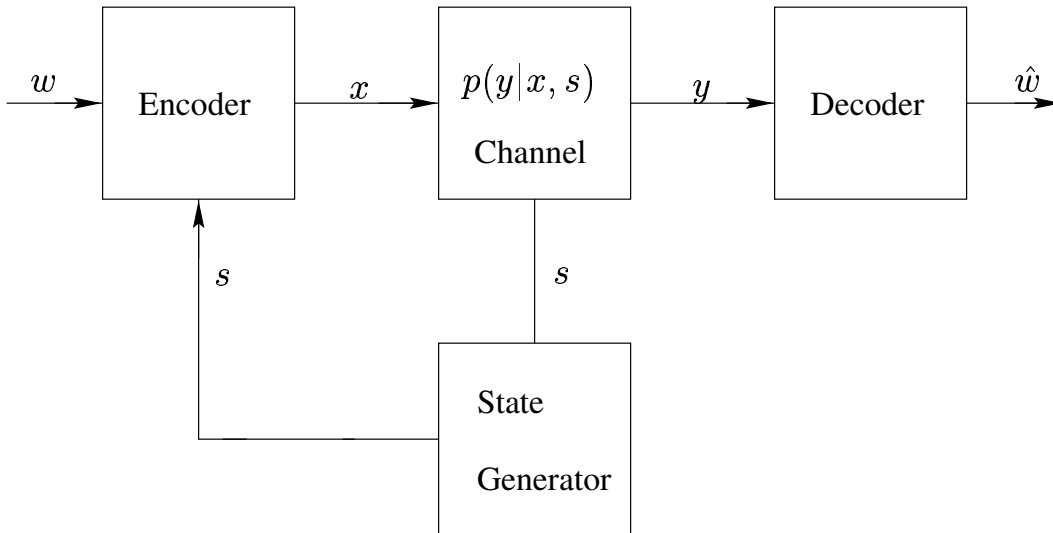 w
Encoder
x
p(y|x, s)
Channel
y
Decoder
ŵ
s
s
State
Generator